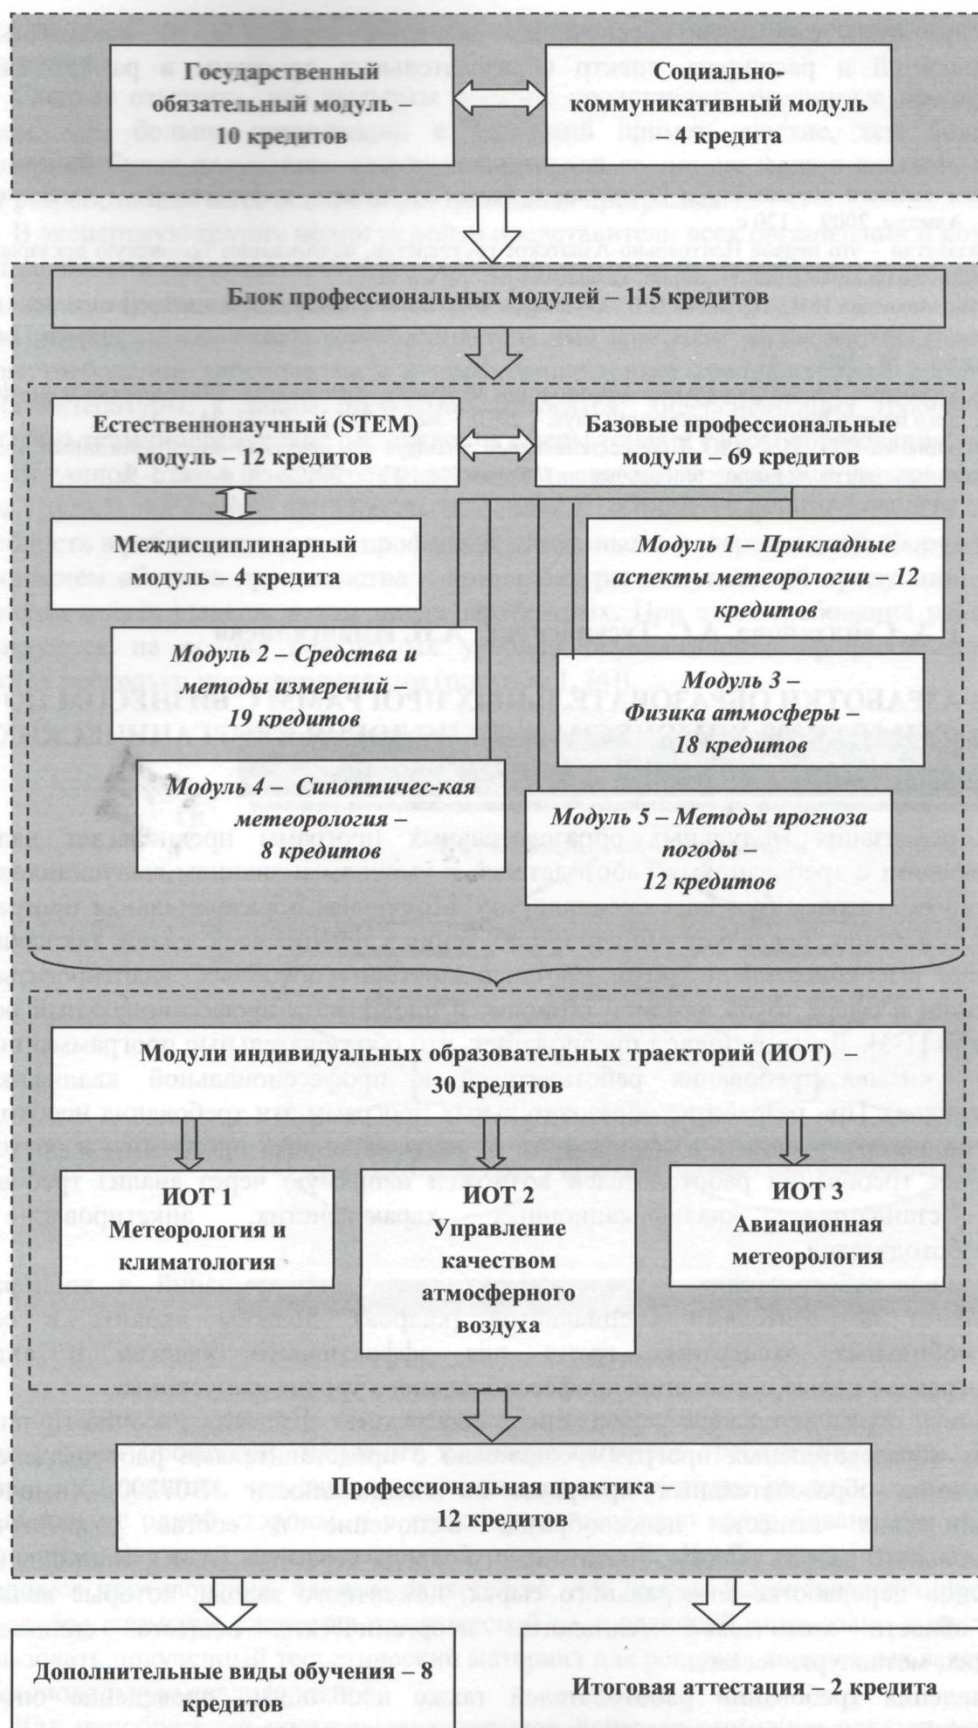 Государственный
обязательный модуль –
10 кредитов
Социально-
коммуникативный модуль
– 4 кредита
Блок профессиональных модулей – 115 кредитов
Естественнонаучный (STEM)
модуль – 12 кредитов
Базовые профессиональные
модули – 69 кредитов
Междисциплинарный
модуль – 4 кредита
Модуль 1 – Прикладные
аспекты метеорологии – 12
кредитов
Модуль 2 – Средства и
методы измерений –
19 кредитов
Модуль 3 –
Физика атмосферы –
18 кредитов
Модуль 4 – Синоптичес-кая
метеорология –
8 кредитов
Модуль 5 – Методы прогноза
погоды –
12 кредитов
Модули индивидуальных образовательных траекторий (ИОТ) –
30 кредитов
ИОТ 1
Метеорология и
климатология
ИОТ 2
Управление
качеством
атмосферного
воздуха
ИОТ 3
Авиационная
метеорология
Профессиональная практика –
12 кредитов
Дополнительные виды обучения – 8
кредитов
Итоговая аттестация – 2 кредита